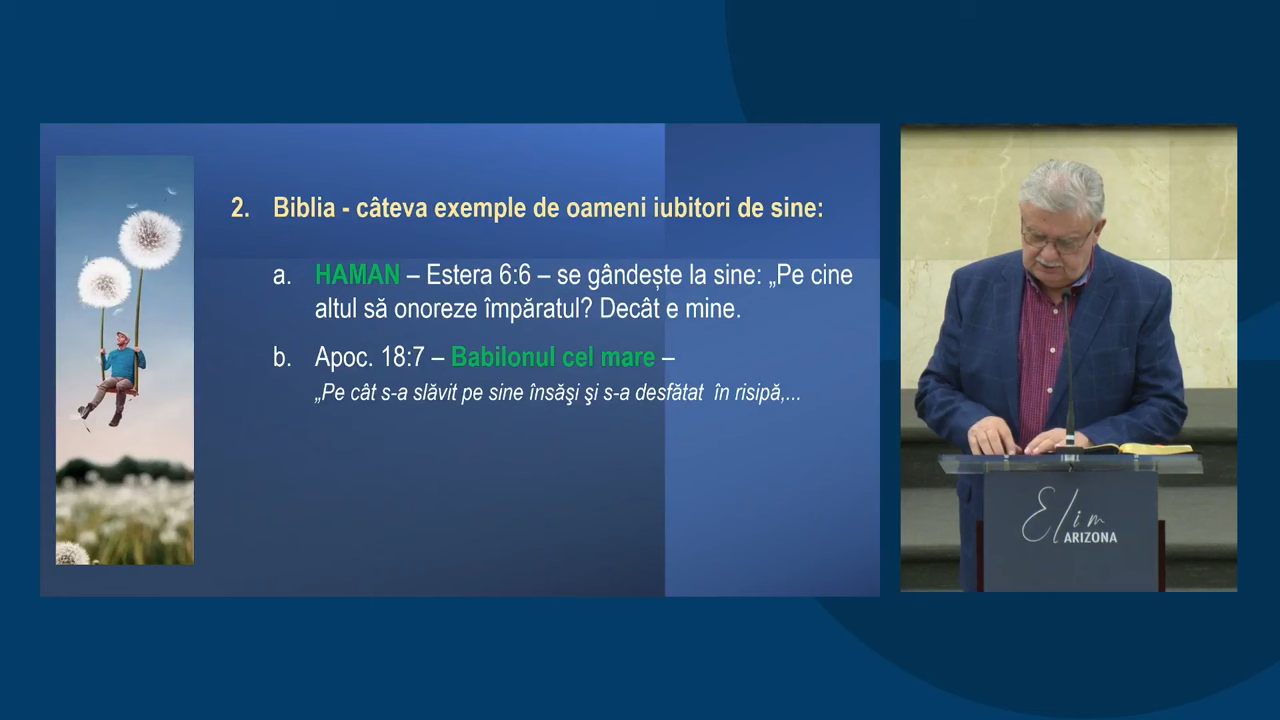 2. Biblia - câteva exemple de oameni iubitori de sine:
a. HAMAN – Estera 6:6 – se gândește la sine: „Pe cine
altul să onoreze împăratul? Decât e mine.
b. Apoc. 18:7 – Babilonul cel mare –
„Pe cât s-a slăvit pe sine însăşi şi s-a desfătat în risipă,...
Elim
ARIZONA